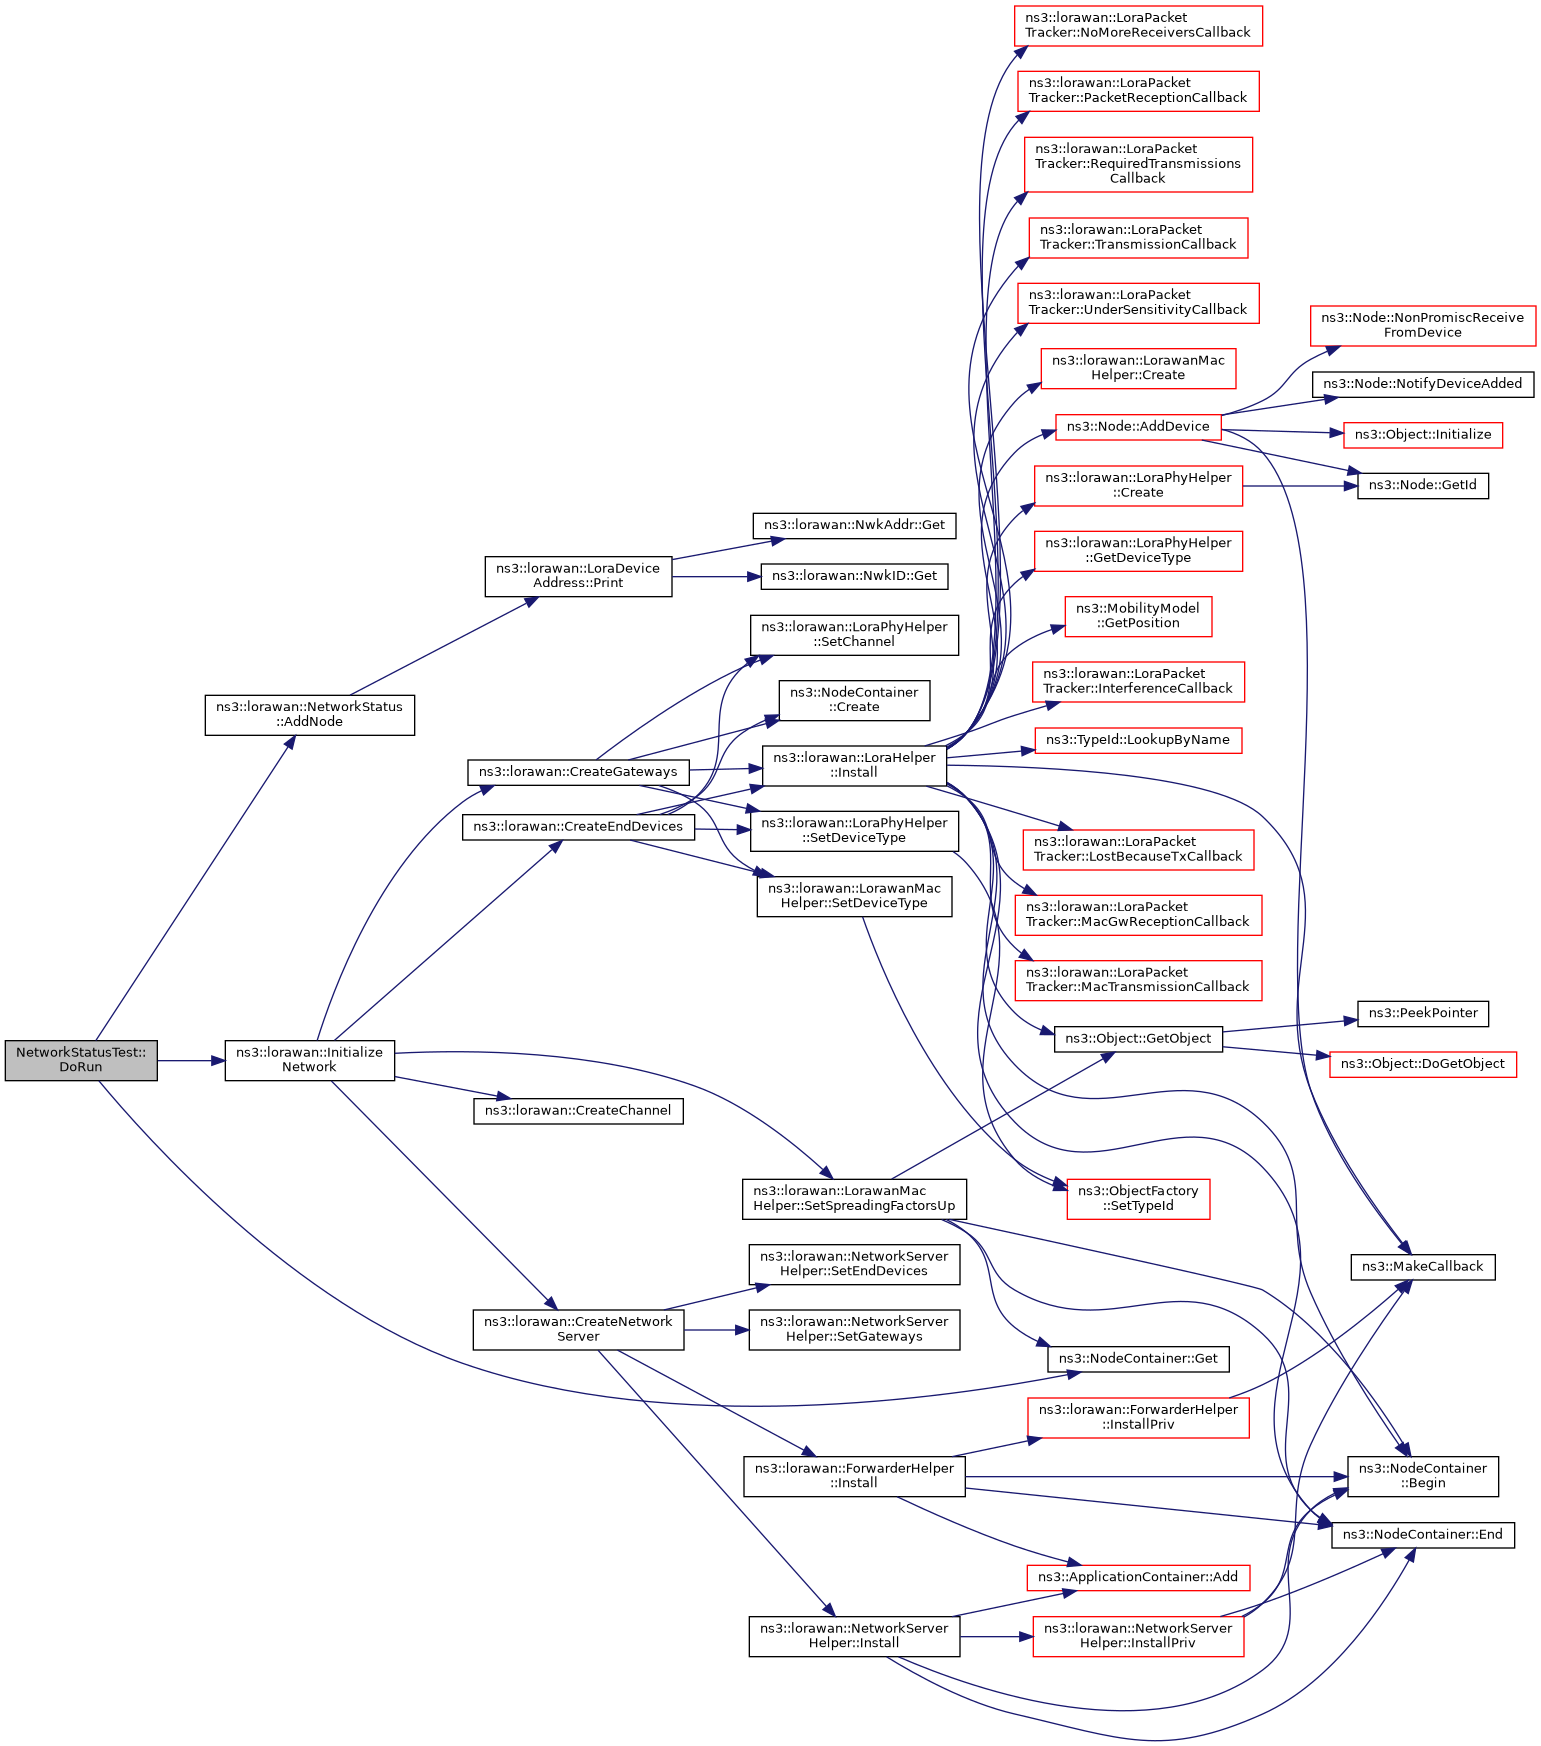 NetworkStatusTest::
DoRun
ns3::lorawan::NetworkStatus
::AddNode
ns3::lorawan::Initialize
Network
ns3::lorawan::LoraDevice
Address::Print
ns3::lorawan::CreateGateways
ns3::lorawan::CreateEndDevices
ns3::lorawan::CreateChannel
ns3::lorawan::CreateNetwork
Server
ns3::lorawan::NwkAddr::Get
ns3::lorawan::NwkID::Get
ns3::lorawan::LoraPhyHelper
::SetChannel
ns3::NodeContainer
::Create
ns3::lorawan::LoraHelper
::Install
ns3::lorawan::LoraPhyHelper
::SetDeviceType
ns3::lorawan::LorawanMac
Helper::SetDeviceType
ns3::lorawan::LorawanMac
Helper::SetSpreadingFactorsUp
ns3::lorawan::NetworkServer
Helper::SetEndDevices
ns3::lorawan::NetworkServer
Helper::SetGateways
ns3::lorawan::ForwarderHelper
::Install
ns3::lorawan::NetworkServer
Helper::Install
ns3::lorawan::LoraPacket
Tracker::NoMoreReceiversCallback
ns3::lorawan::LoraPacket
Tracker::PacketReceptionCallback
ns3::lorawan::LoraPacket
Tracker::RequiredTransmissions
Callback
ns3::lorawan::LoraPacket
Tracker::TransmissionCallback
ns3::lorawan::LoraPacket
Tracker::UnderSensitivityCallback
ns3::lorawan::LorawanMac
Helper::Create
ns3::Node::AddDevice
ns3::lorawan::LoraPhyHelper
::Create
ns3::lorawan::LoraPhyHelper
::GetDeviceType
ns3::MobilityModel
::GetPosition
ns3::lorawan::LoraPacket
Tracker::InterferenceCallback
ns3::TypeId::LookupByName
ns3::lorawan::LoraPacket
Tracker::LostBecauseTxCallback
ns3::lorawan::LoraPacket
Tracker::MacGwReceptionCallback
ns3::lorawan::LoraPacket
Tracker::MacTransmissionCallback
ns3::Object::GetObject
ns3::ObjectFactory
::SetTypeId
ns3::NodeContainer::Get
ns3::lorawan::ForwarderHelper
::InstallPriv
ns3::ApplicationContainer::Add
ns3::lorawan::NetworkServer
Helper::InstallPriv
ns3::Node::NonPromiscReceive
FromDevice
ns3::Node::NotifyDeviceAdded
ns3::Object::Initialize
ns3::Node::GetId
ns3::PeekPointer
ns3::Object::DoGetObject
ns3::MakeCallback
ns3::NodeContainer
::Begin
ns3::NodeContainer::End